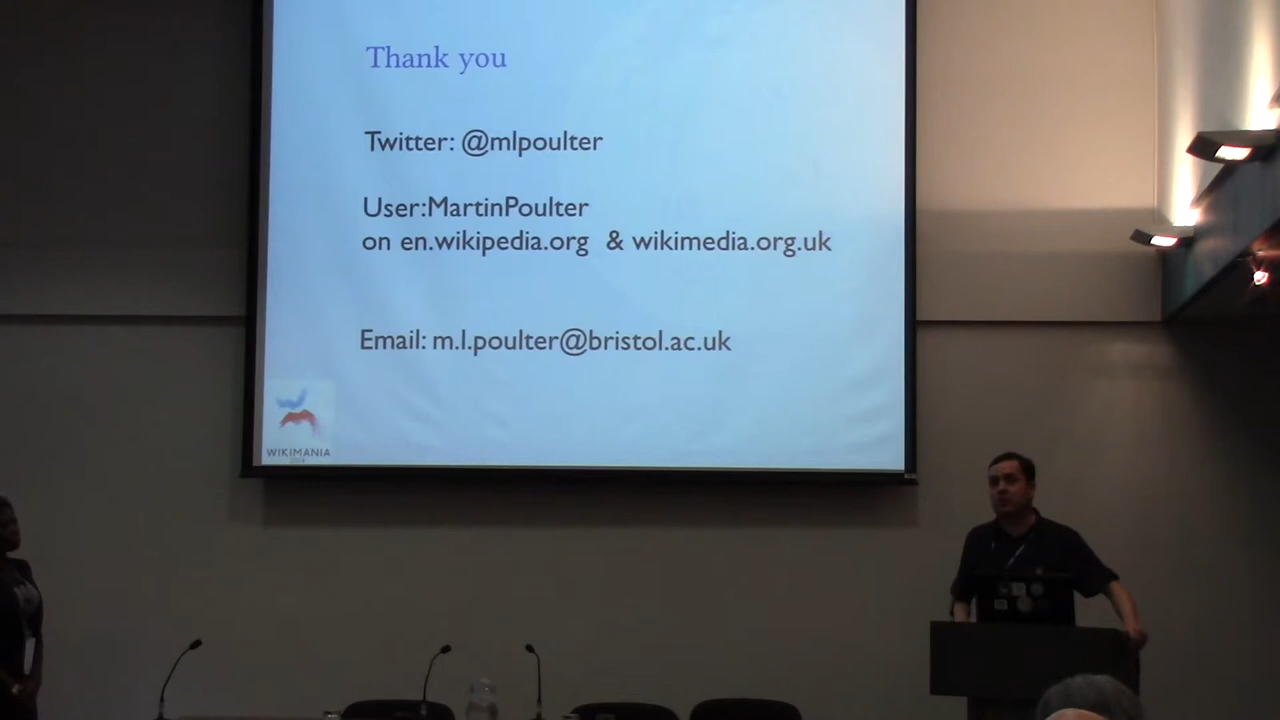 Thank you
Twitter: @mlpoulter
User:MartinPoulter
on en.wikipedia.org & wikimedia.org.uk
Email: m.l.poulter@bristol.ac.uk
WIKIMANIA